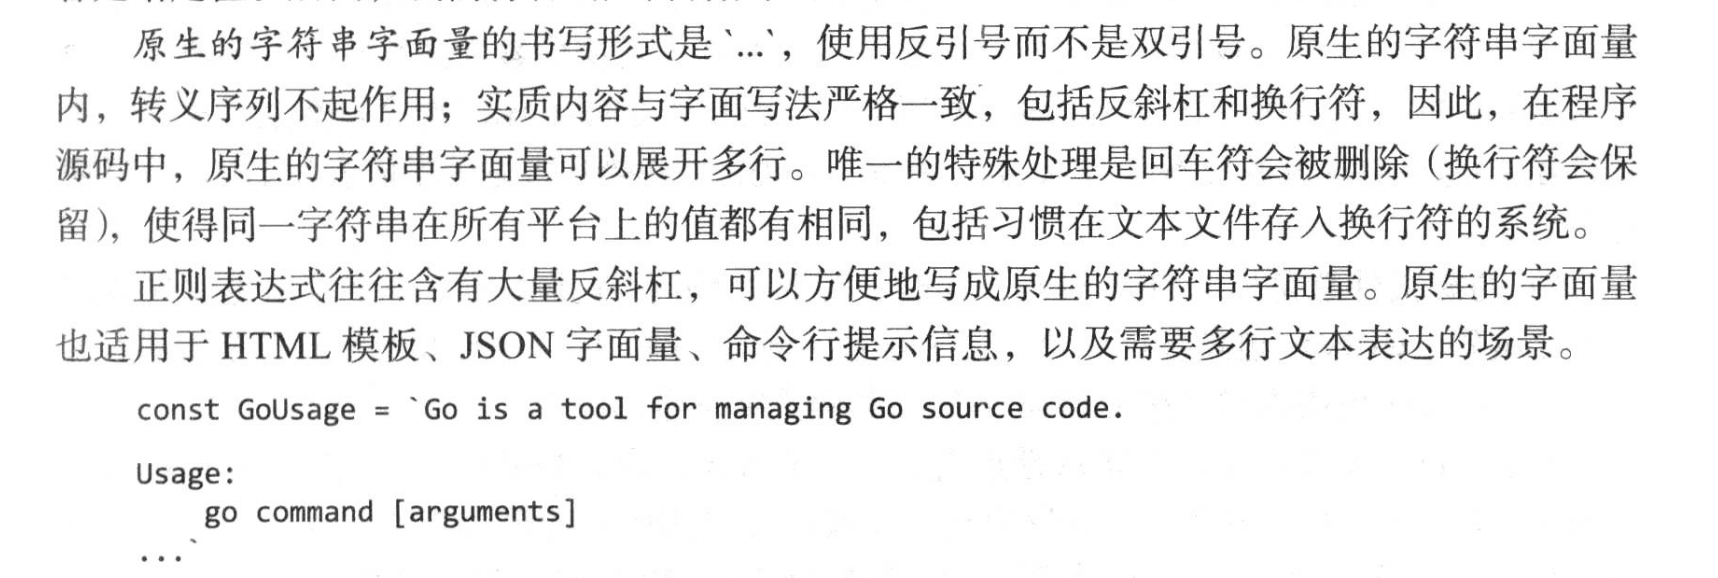 原生的字符串字面量的书写形式是`...`，使用反引号而不是双引号。原生的字符串字面量
内，转义序列不起作用；实质内容与字面写法严格一致，包括反斜杠和换行符，因此，在程序
源码中，原生的字符串字面量可以展开多行。唯一的特殊处理是回车符会被删除（换行符会保
留），使得同一字符串在所有平台上的值都有相同，包括习惯在文本文件存入换行符的系统。
正则表达式往往含有大量反斜杠，可以方便地写成原生的字符串字面量。原生的字面量
也适用于 HTML 模板、JSON 字面量、命令行提示信息，以及需要多行文本表达的场景。
const GoUsage = `Go is a tool for managing Go source code.
Usage:
go command [arguments]
...`